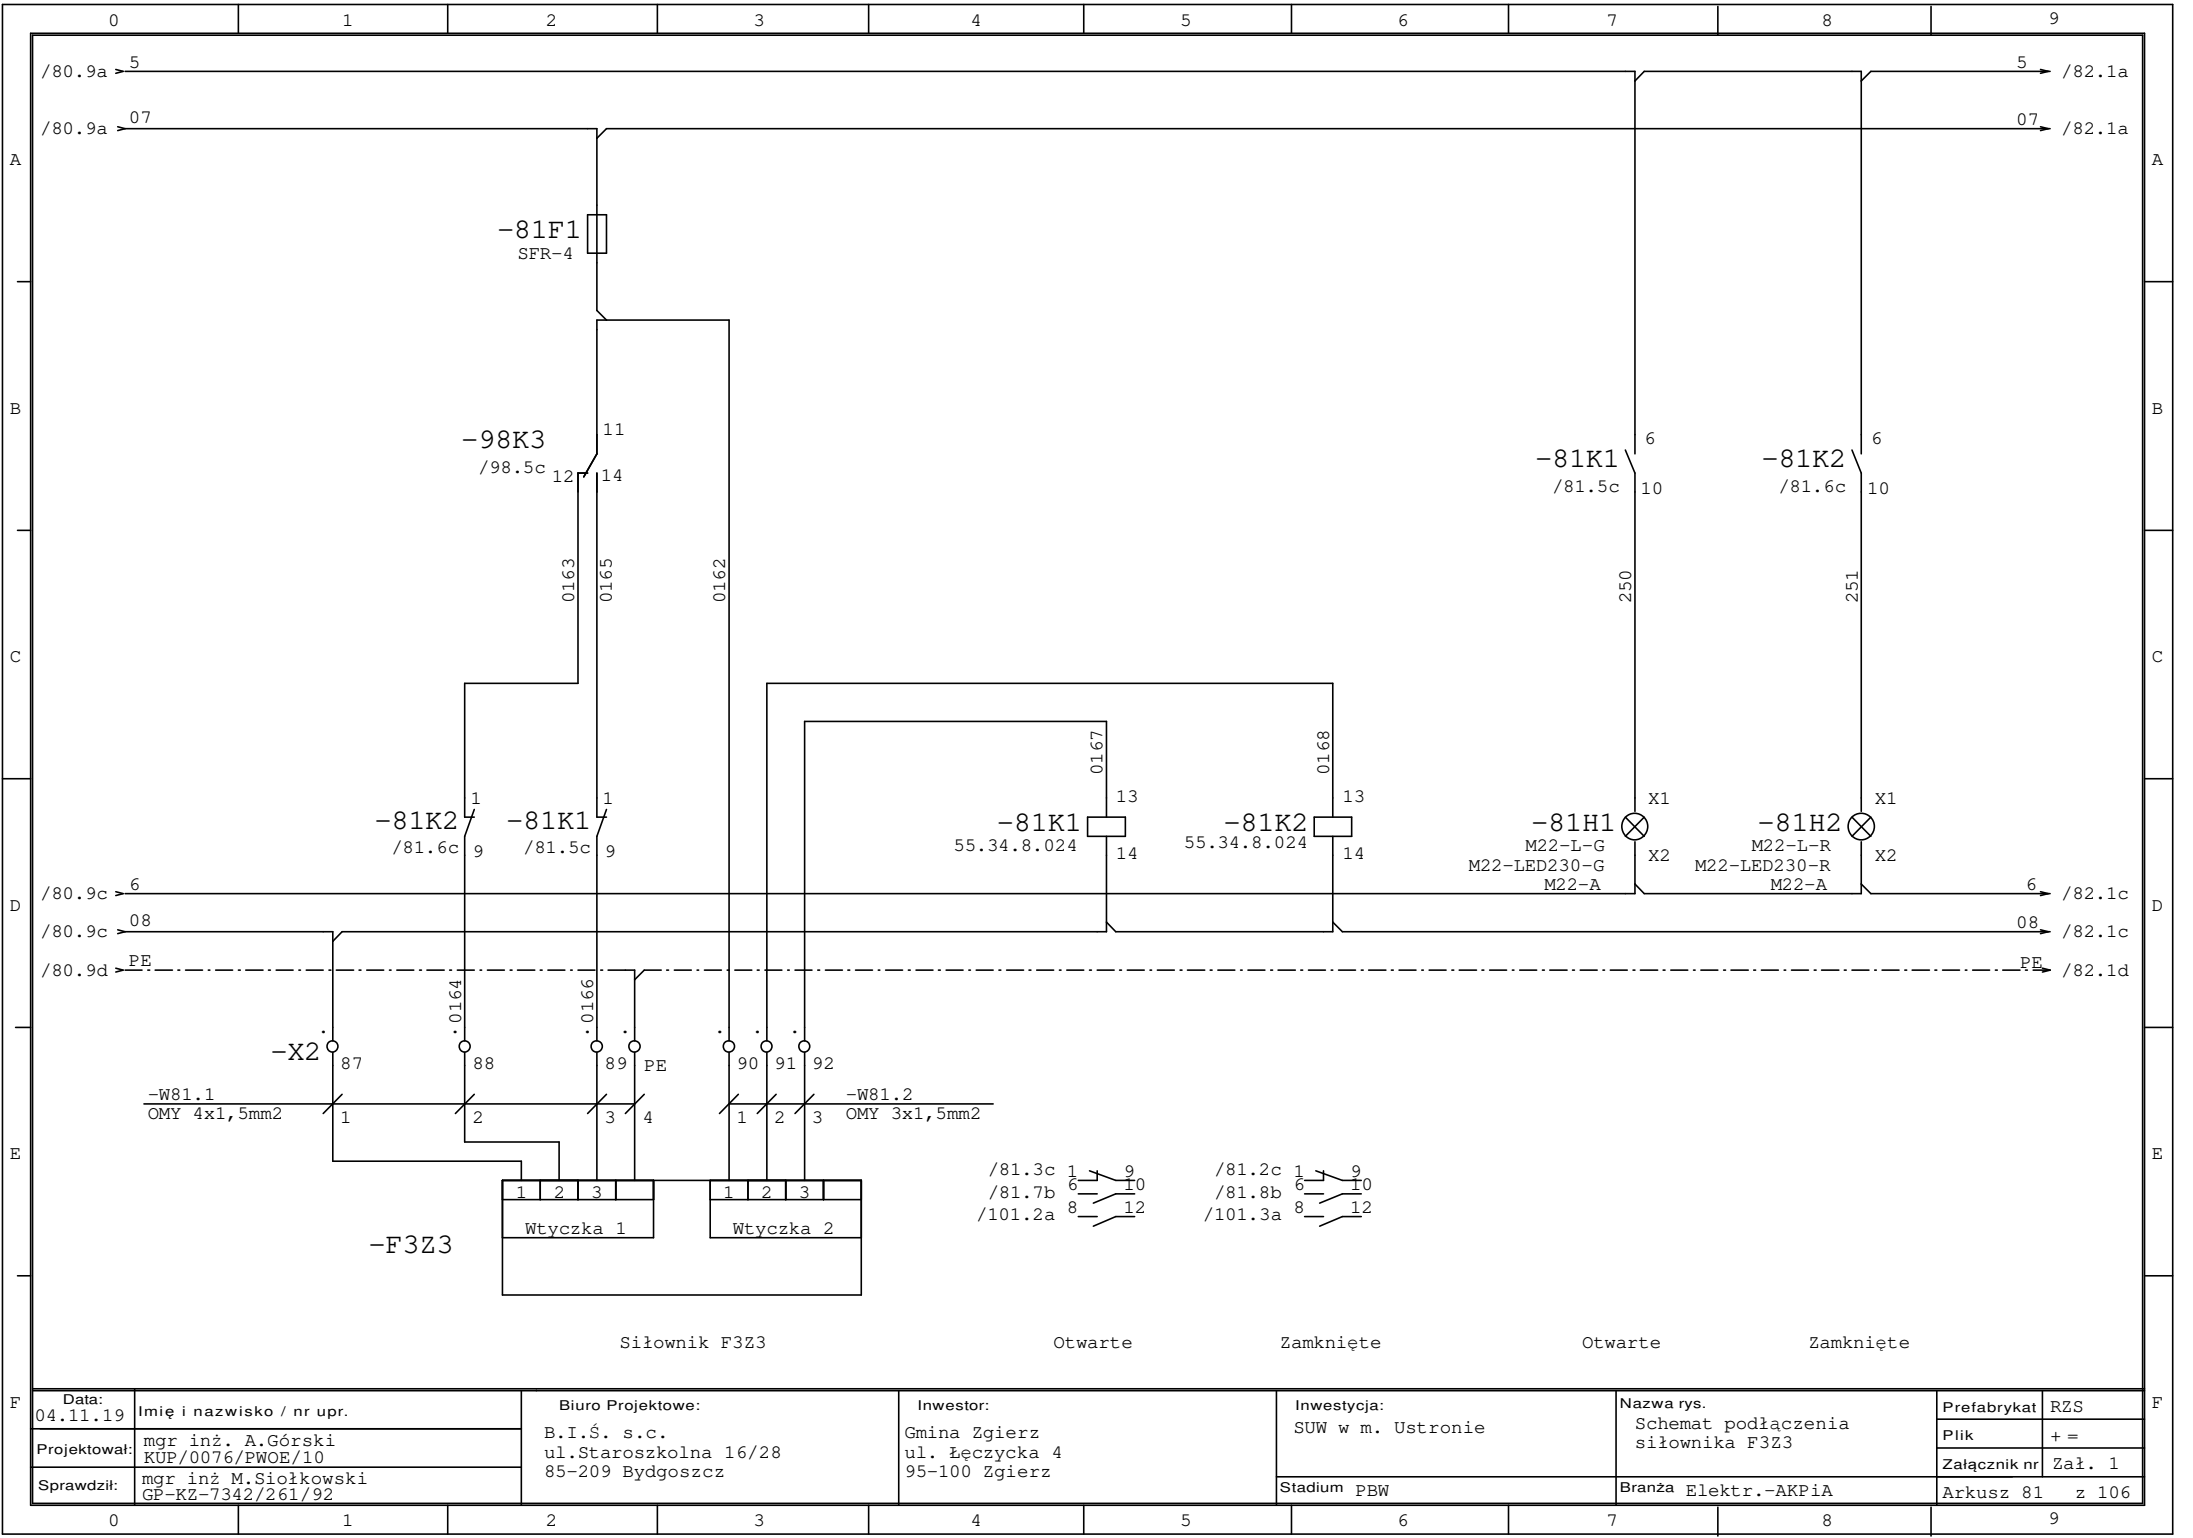 0 1 2 3 4 5 6 7 8 9
/80.9a 5 5 /82.1a
/80.9a 07 07 /82.1a
A A
-81F1
SFR-4
B B
-98K3 11
/98.5c 12 14
-81K1 6
/81.5c 10
-81K2 6
/81.6c 10
0163 0165 0162 250 251
C C
0167 0168
-81K2 1
/81.6c 9
-81K1 1
/81.5c 9
-81K1 13
55.34.8.024 14
-81K2 13
55.34.8.024 14
-81H1 X1
M22-L-G X2
M22-LED230-G
M22-A
-81H2 X1
M22-L-R X2
M22-LED230-R
M22-A
D D
/80.9c 6 6 /82.1c
/80.9c 08 08 /82.1c
/80.9d PE PE /82.1d
0164 0166
-X2 87 88 89 PE 90 91 92
-W81.1
OMY 4x1,5mm2
1 2 3 4 1 2 3
-W81.2
OMY 3x1,5mm2
E E
/81.3c 1 9
/81.7b 6 10
/101.2a 8 12
/81.2c 1 9
/81.8b 6 10
/101.3a 8 12
1 2 3 1 2 3
Wtyczka 1 Wtyczka 2
-F3Z3
Siłownik F3Z3 Otwarte Zamknięte Otwarte Zamknięte
F F
Data:
04.11.19
Imię i nazwisko / nr upr.
Projektował:
mgr inż. A.Górski
KUP/0076/PWOE/10
Sprawdził:
mgr inż M.Siołkowski
GP-KZ-7342/261/92
Biuro Projektowe:
B.I.Ś. s.c.
ul.Staroszkolna 16/28
85-209 Bydgoszcz
Inwestor:
Gmina Zgierz
ul. Łęczycka 4
95-100 Zgierz
Inwestycja:
SUW w m. Ustronie
Stadium PBW
Nazwa rys.
Schemat podłączenia
siłownika F3Z3
Branża Elektr.-AKPiA
Prefabrykat RZS
Plik + =
Załącznik nr Zał. 1
Arkusz 81 z 106
0 1 2 3 4 5 6 7 8 9